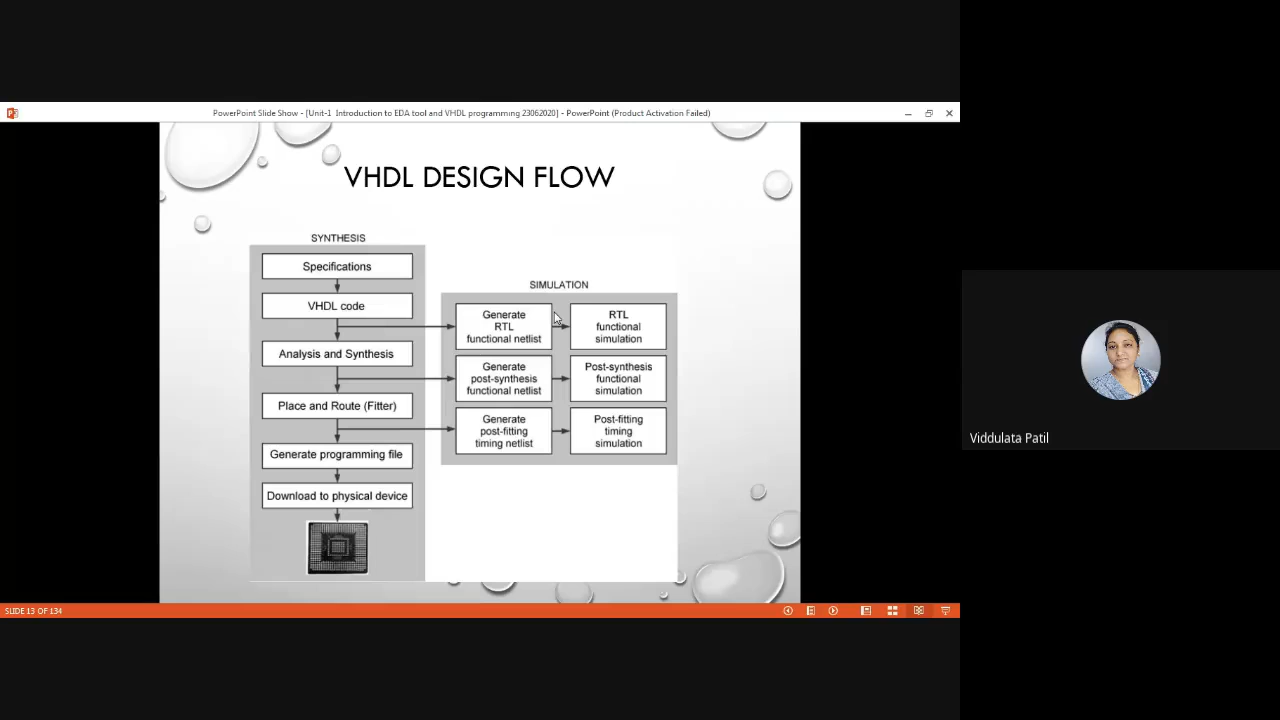 PowerPoint Slide Show - [Unit-1 Introduction to EDA tool and VHDL programming 23062020] - PowerPoint (Product Activation Failed)
VHDL DESIGN FLOW
SYNTHESIS
Specifications
VHDL code
Analysis and Synthesis
Place and Route (Fitter)
Generate programming file
Download to physical device
SIMULATION
Generate
RTL
functional netlist
RTL
functional
simulation
Generate
post-synthesis
functional netlist
Post-synthesis
functional
simulation
Generate
post-fitting
timing netlist
Post-fitting
timing
simulation
Viddulata Patil
SLIDE 13 OF 134